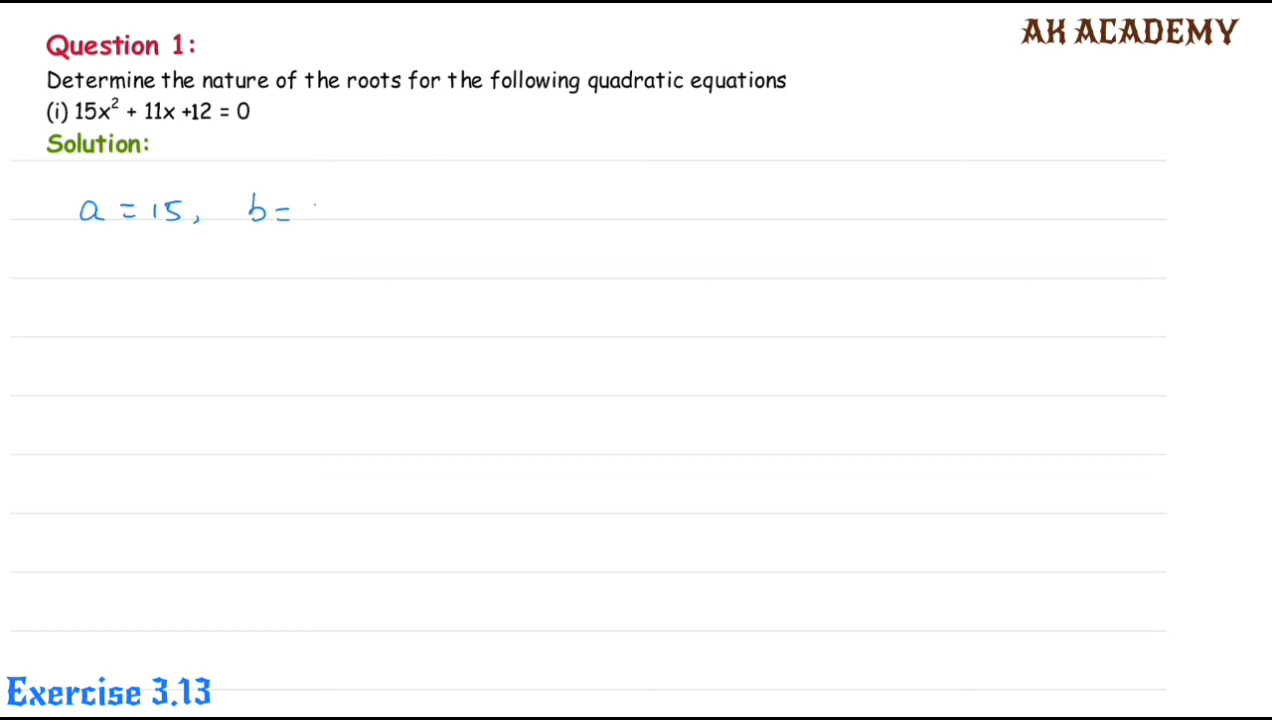 AK ACADEMY
Question 1:
Determine the nature of the roots for the following quadratic equations
(i) 15x² + 11x +12 = 0
Solution:
a = 15, b =
Exercise 3.13